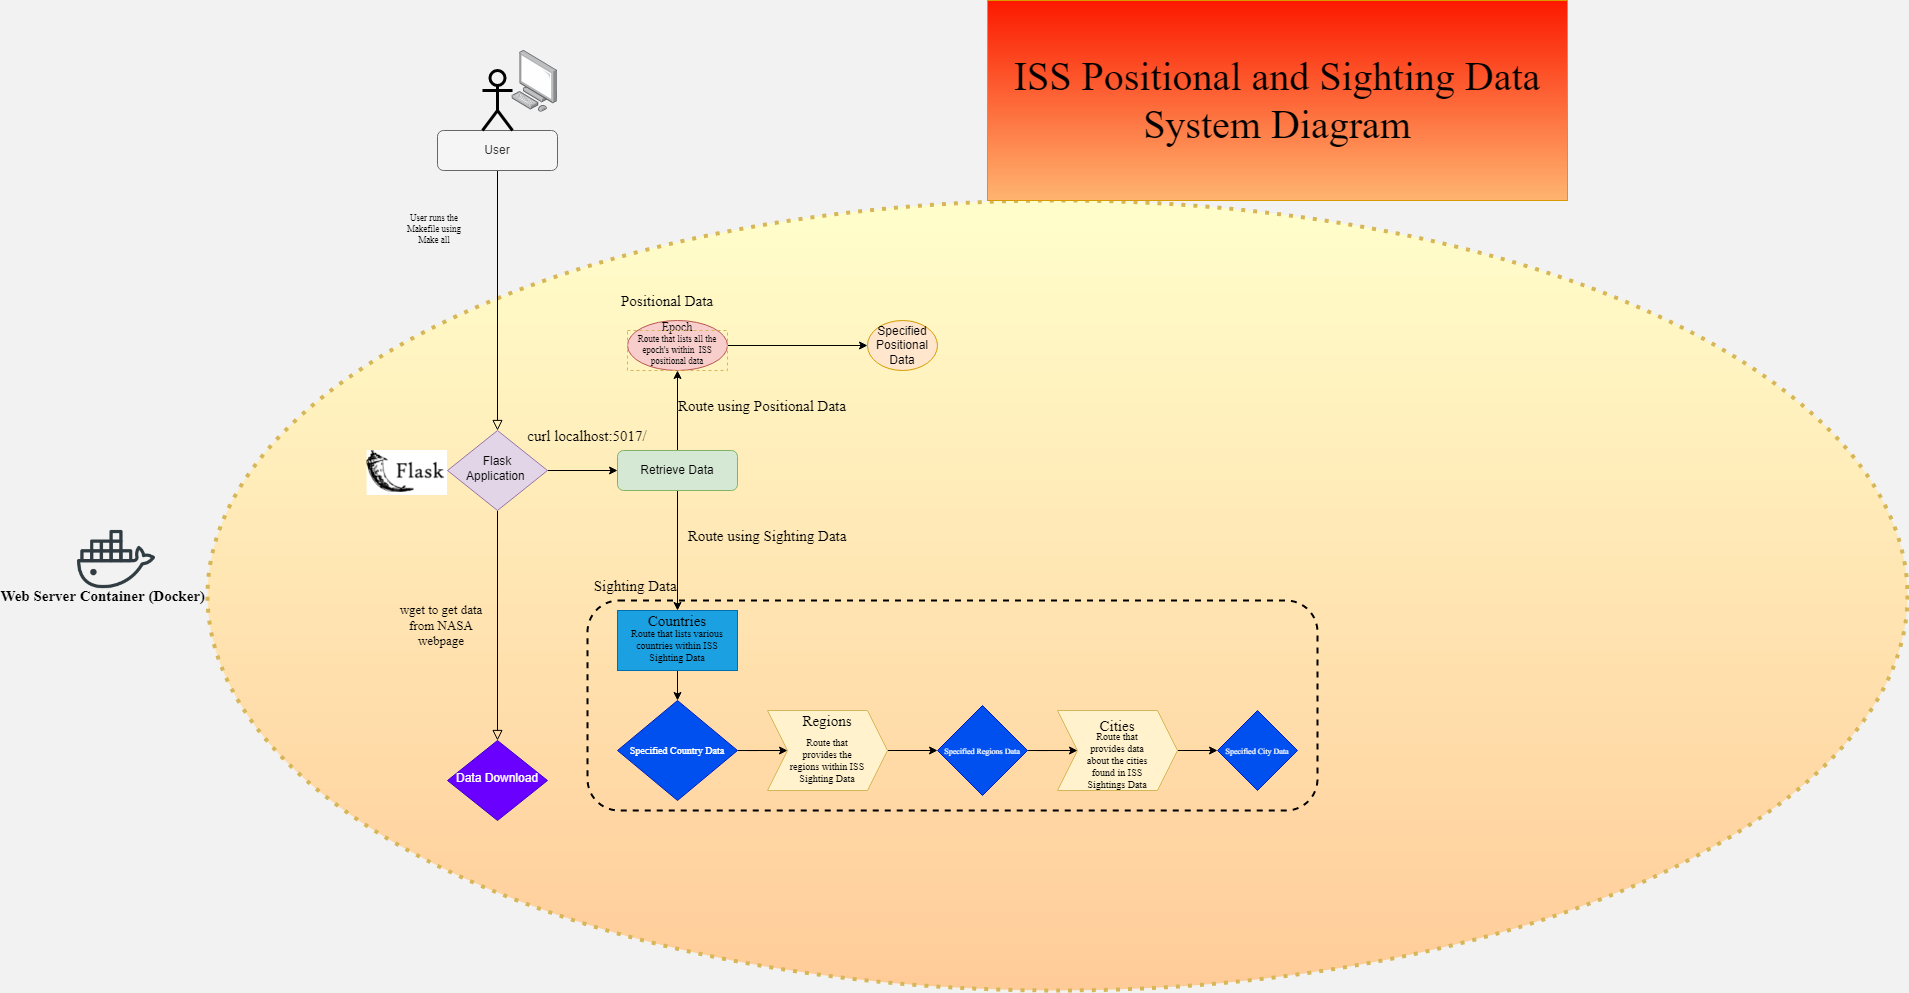 ISS Positional and Sighting Data
System Diagram
User
User runs the
Makefile using
Make all
Positional Data
Epoch
Route that lists all the
epoch's within ISS
positional data
Specified
Positional
Data
Route using Positional Data
curl localhost:5017/
Flask
Flask
Application
Retrieve Data
Route using Sighting Data
Sighting Data
Web Server Container (Docker)
wget to get data
from NASA
webpage
Countries
Route that lists various
countries within ISS
Sighting Data
Specified Country Data
Regions
Route that
provides the
regions within ISS
Sighting Data
Specified Regions Data
Cities
Route that
provides data
about the cities
found in ISS
Sightings Data
Specified City Data
Data Download